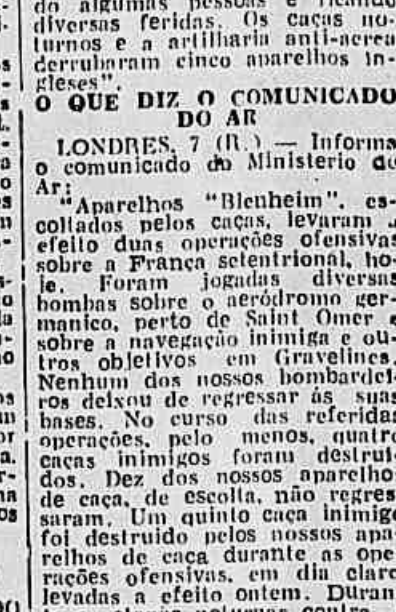 do algumas pessoas e ficando
diversas feridas. Os caças no-
turnos e a artilharia anti-aerea
derrubaram cinco aparelhos in-
gleses".
O QUE DIZ O COMUNICADO
DO AR
LONDRES, 7 (R.) — Informa
o comunicado do Ministerio do
Ar:
"Aparelhos "Blenheim", es-
coltados pelos caças, levaram a
efeito duas operações ofensivas
sobre a França setentrional, ho-
je. Foram jogadas diversas
bombas sobre o aeródromo ger-
manico, perto de Saint Omer e
sobre a navegação inimiga e ou-
tros objetivos em Gravelines.
Nenhum dos nossos bombardei-
ros deixou de regressar ás suas
bases. No curso das referidas
operações, pelo menos, quatro
caças inimigos foram destrui-
dos. Dez dos nossos aparelho
de caça, de escolta, não regres
saram. Um quinto caça inimigo
foi destruido pelos nossos apa-
relhos de caça durante as ope
rações ofensivas, em dia claro
levadas a efeito ontem. Duran